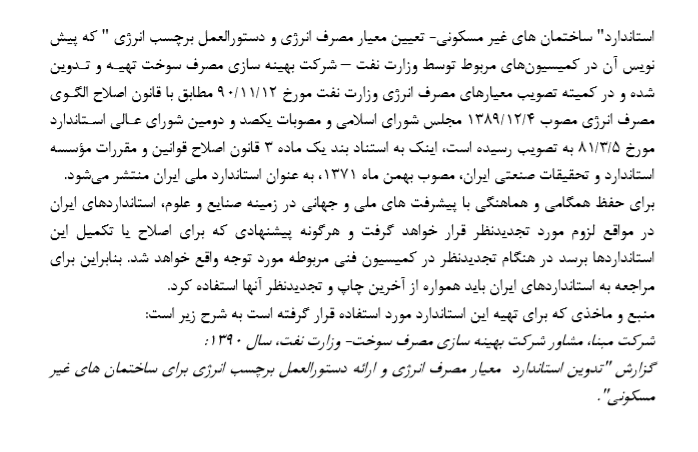 استاندارد" ساختمان های غیر مسکونی- تعیین معیار مصرف انرژی و دستورالعمل برچسب انرژی " که پیش
نویس آن در کمیسیون‌های مربوط توسط وزارت نفت – شرکت بهینه سازی مصرف سوخت تهیه و تدوین
شده و در کمیته تصویب معیارهای مصرف انرژی وزارت نفت مورخ ۹۰/۱۱/۱۲ مطابق با قانون اصلاح الگوی
مصرف انرژی مصوب ۱۳۸۹/۱۲/۴ مجلس شورای اسلامی و مصوبات یکصد و دومین شورای عالی استاندارد
مورخ ۸۱/۳/۵ به تصویب رسیده است، اینک به استناد بند یک ماده ۳ قانون اصلاح قوانین و مقررات مؤسسه
استاندارد و تحقیقات صنعتی ایران، مصوب بهمن ماه ۱۳۷۱، به عنوان استاندارد ملی ایران منتشر می‌شود.
برای حفظ همگامی و هماهنگی با پیشرفت های ملی و جهانی در زمینه صنایع و علوم، استانداردهای ایران
در مواقع لزوم مورد تجدیدنظر قرار خواهد گرفت و هرگونه پیشنهادی که برای اصلاح یا تکمیل این
استانداردها برسد در هنگام تجدیدنظر در کمیسیون فنی مربوطه مورد توجه واقع خواهد شد. بنابراین برای
مراجعه به استانداردهای ایران باید همواره از آخرین چاپ و تجدیدنظر آنها استفاده کرد.
منبع و ماخذی که برای تهیه این استاندارد مورد استفاده قرار گرفته است به شرح زیر است:
شرکت مبنا، مشاور شرکت بهینه سازی مصرف سوخت- وزارت نفت، سال ۱۳۹۰:
گزارش "تدوین استاندارد معیار مصرف انرژی و ارائه دستورالعمل برچسب انرژی برای ساختمان های غیر
مسکونی".